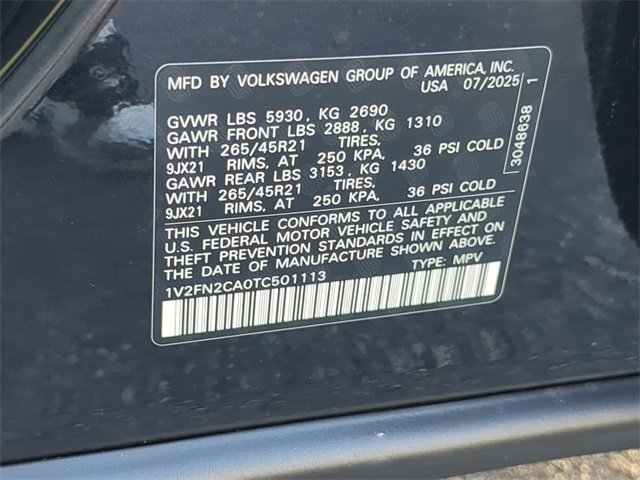 MFD BY VOLKSWAGEN GROUP OF AMERICA, INC.
USA 07/2025
GVWR LBS 5930 , KG 2690
GAWR FRONT LBS 2888 , KG 1310
WITH 265/45R21 TIRES,
9JX21 RIMS, AT 250 KPA, 36 PSI COLD
GAWR REAR LBS 3153 , KG 1430
WITH 265/45R21 TIRES,
9JX21 RIMS, AT 250 KPA, 36 PSI COLD
THIS VEHICLE CONFORMS TO ALL APPLICABLE
U.S. FEDERAL MOTOR VEHICLE SAFETY AND
THEFT PREVENTION STANDARDS IN EFFECT ON
THE DATE OF MANUFACTURE SHOWN ABOVE.
1V2FN2CA0TC501113 TYPE: MPV
3048638 1